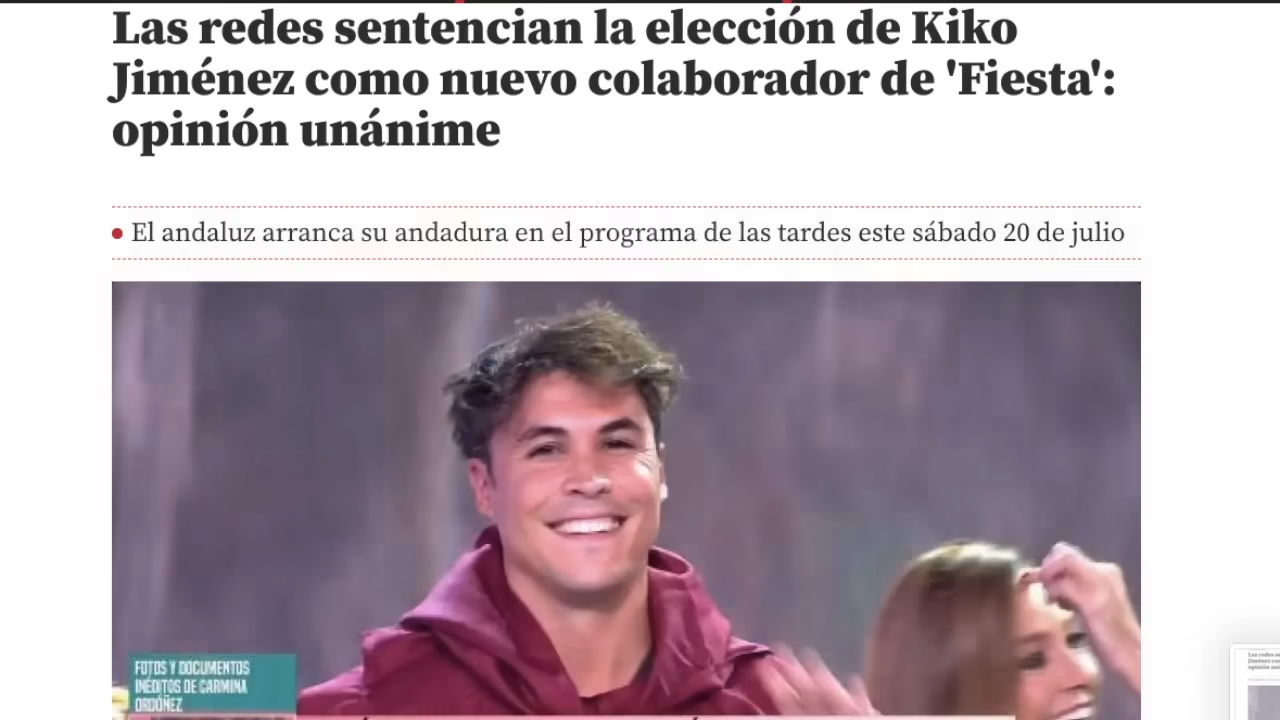 Las redes sentencian la elección de Kiko
Jiménez como nuevo colaborador de 'Fiesta':
opinión unánime
El andaluz arranca su andadura en el programa de las tardes este sábado 20 de julio
FOTOS Y DOCUMENTOS
INÉDITOS DE CARMINA
ORDÓÑEZ